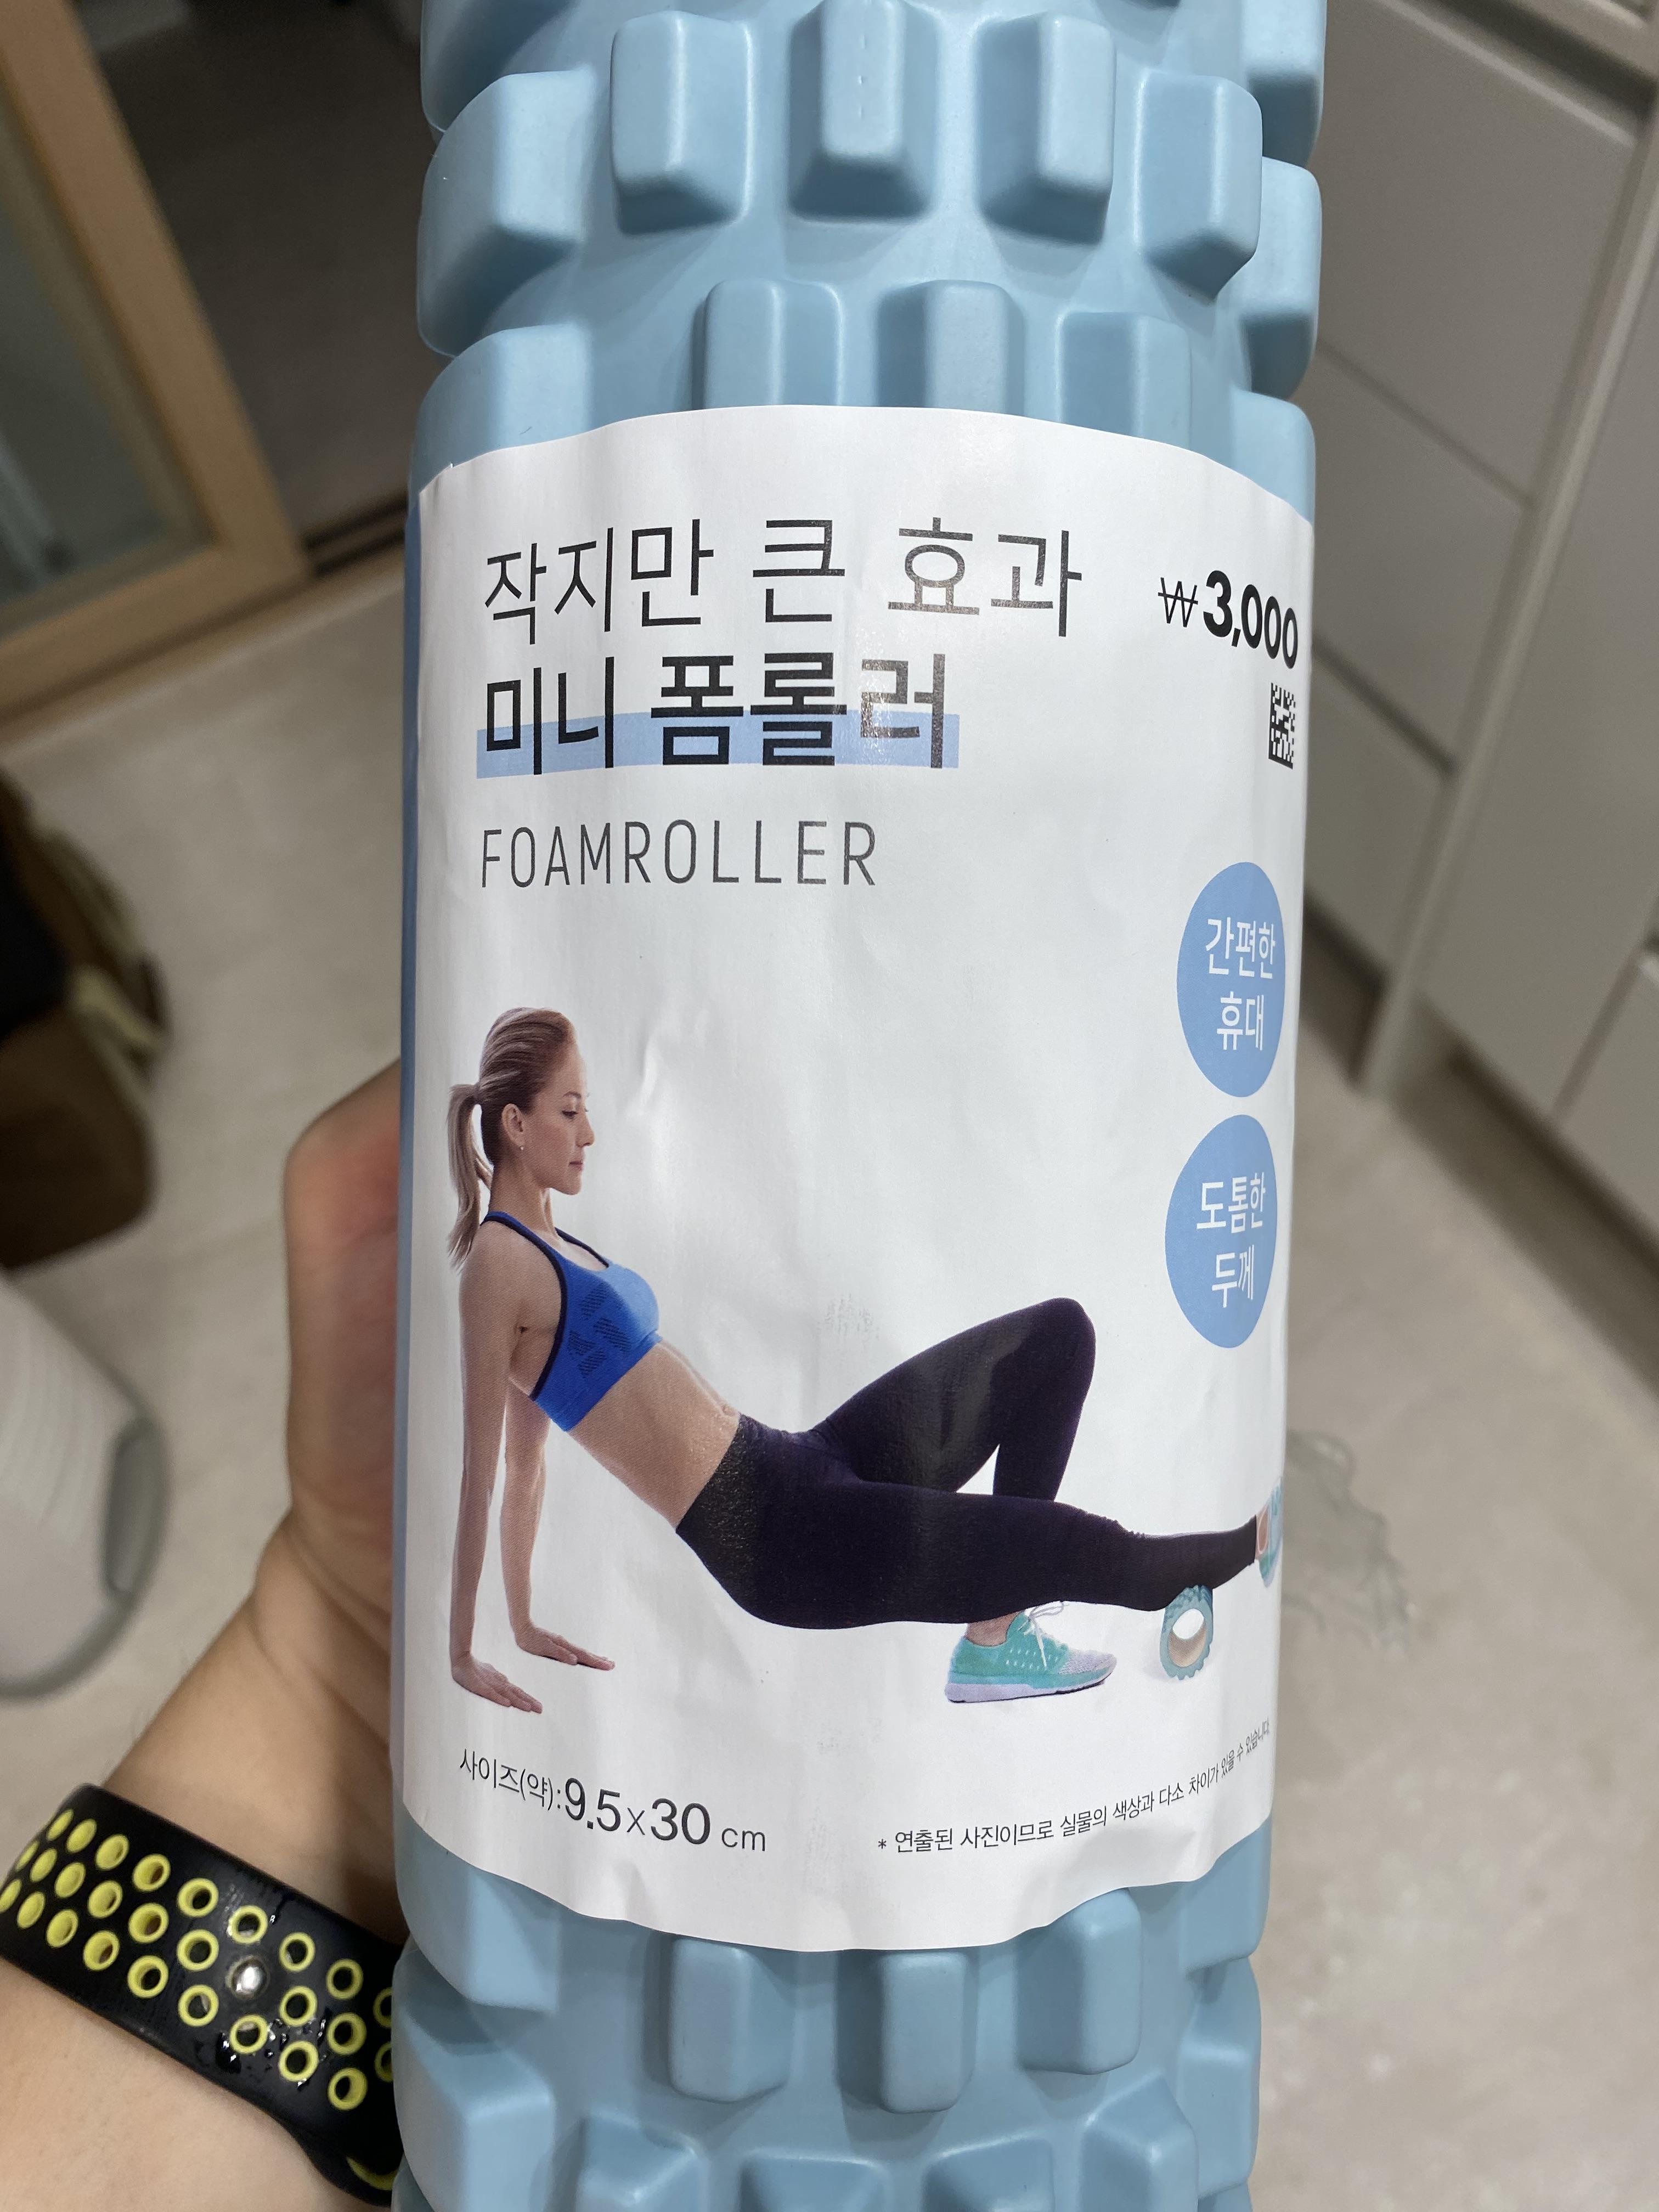 작지만 큰 효과
₩3,000
미니 폼롤러
FOAMROLLER
간편한
휴대
도톰한
두께
사이즈(약):9.5x30 cm
* 연출된 사진이므로 실물의 색상과 다소 차이가 있을 수 있습니다.